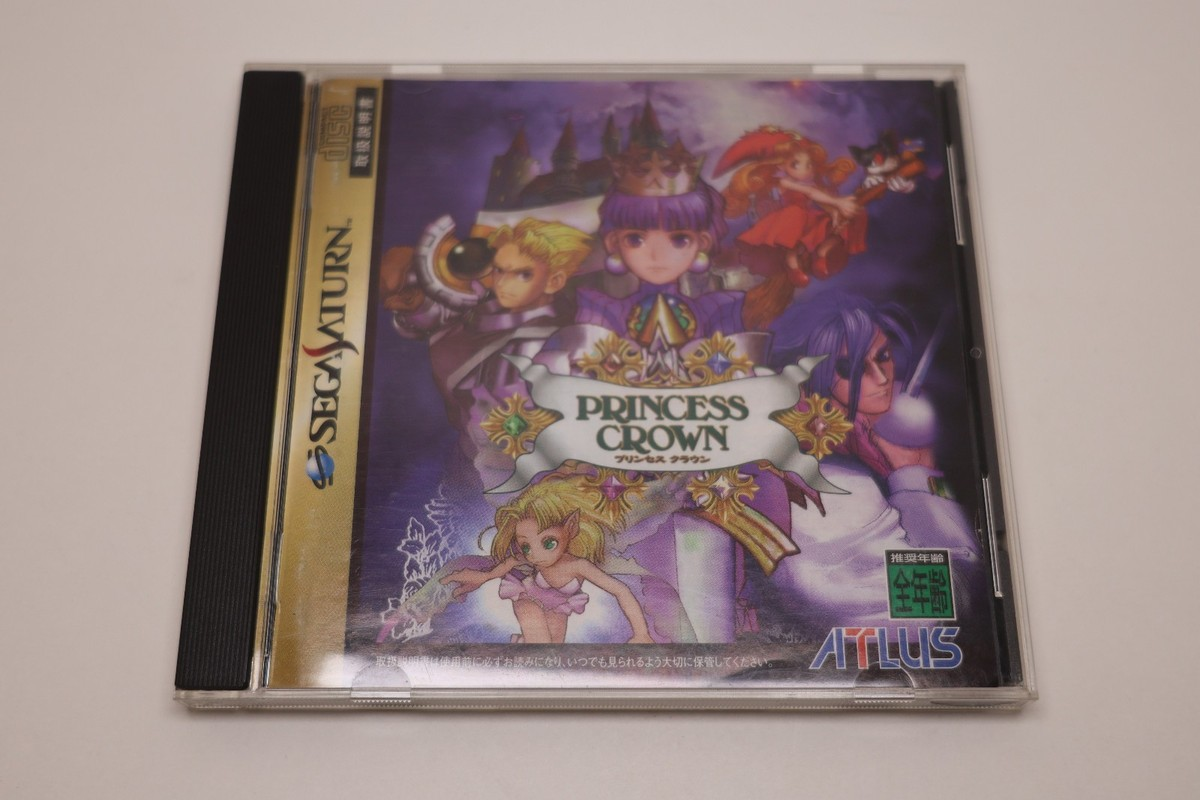 disc
取扱説明書
SEGA SATURN
PRINCESS
CROWN
プリンセス クラウン
推奨年齢
全年齢
ATLUS
取扱説明書は使用前に必ずお読みになり、いつでも見られるよう大切に保管してください。